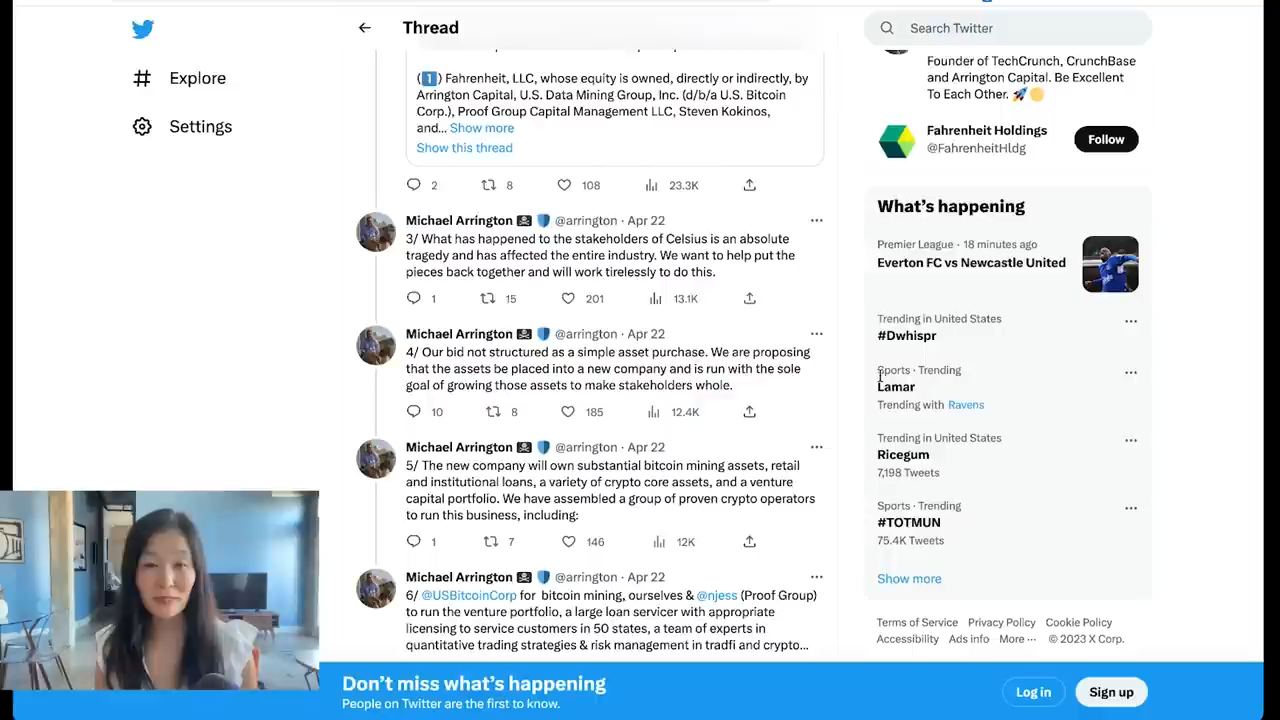 Explore
Settings
Thread
(1) Fahrenheit, LLC, whose equity is owned, directly or indirectly, by
Arrington Capital, U.S. Data Mining Group, Inc. (d/b/a U.S. Bitcoin
Corp.), Proof Group Capital Management LLC, Steven Kokinos,
and... Show more
Show this thread
2 8 108 23.3K
Michael Arrington @arrington · Apr 22
3/ What has happened to the stakeholders of Celsius is an absolute
tragedy and has affected the entire industry. We want to help put the
pieces back together and will work tirelessly to do this.
1 15 201 13.1K
Michael Arrington @arrington · Apr 22
4/ Our bid not structured as a simple asset purchase. We are proposing
that the assets be placed into a new company and is run with the sole
goal of growing those assets to make stakeholders whole.
10 8 185 12.4K
Michael Arrington @arrington · Apr 22
5/ The new company will own substantial bitcoin mining assets, retail
and institutional loans, a variety of crypto core assets, and a venture
capital portfolio. We have assembled a group of proven crypto operators
to run this business, including:
1 7 146 12K
Michael Arrington @arrington · Apr 22
6/ @USBitcoinCorp for bitcoin mining, ourselves & @njess (Proof Group)
to run the venture portfolio, a large loan servicer with appropriate
licensing to service customers in 50 states, a team of experts in
quantitative trading strategies & risk management in tradfi and crypto...
Search Twitter
Founder of TechCrunch, CrunchBase
and Arrington Capital. Be Excellent
To Each Other.
Fahrenheit Holdings
@FahrenheitHldg
Follow
What's happening
Premier League · 18 minutes ago
Everton FC vs Newcastle United
Trending in United States
#Dwhispr
Sports · Trending
Lamar
Trending with Ravens
Trending in United States
Ricegum
7,198 Tweets
Sports · Trending
#TOTMUN
75.4K Tweets
Show more
Terms of Service Privacy Policy Cookie Policy
Accessibility Ads info More ··· © 2023 X Corp.
Don't miss what's happening
People on Twitter are the first to know.
Log in
Sign up